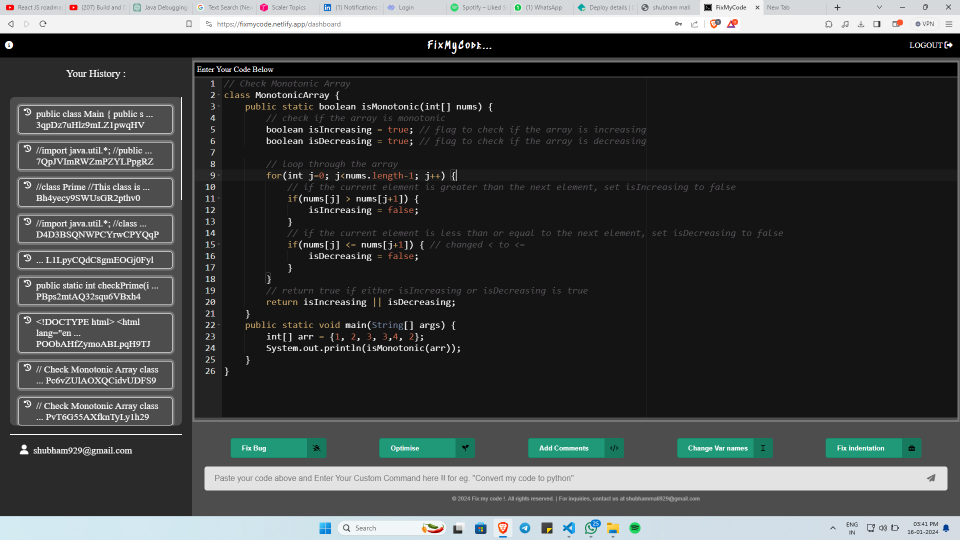 React JS roadmap
(207) Build and
Java Debugging
Text Search (Nee
Scaler Topics
(1) Notifications
Login
Spotify – Liked
(1) WhatsApp
Deploy details |
shubham mall
FixMyCode
New Tab
https://fixmycode.netlify.app/dashboard
VPN
FixMyCode...
LOGOUT
Your History :
public class Main { public s ...
3qpDz7uHlz9mLZ1pwqHV
//import java.util.*; //public ...
7QpJVImRWZmPZYLPpgRZ
//class Prime //This class is ...
Bh4yecy9SWUsGR2pthv0
//import java.util.*; //class ...
D4D3BSQNWPCYrwCPYQqP
... L1LpyCQdC8gmEOGj0Fyl
public static int checkPrime(i ...
PBps2mtAQ32squ6VBxh4
<!DOCTYPE html> <html
lang="en ...
POObAHfZymoABLpqH9TJ
// Check Monotonic Array class
... Pc6vZUlAOXQCidvUDFS9
// Check Monotonic Array class
... PvT6G55AXfknTyLy1h29
shubham929@gmail.com
Enter Your Code Below
1 // Check Monotonic Array
2 class MonotonicArray {
3 public static boolean isMonotonic(int[] nums) {
4 // check if the array is monotonic
5 boolean isIncreasing = true; // flag to check if the array is increasing
6 boolean isDecreasing = true; // flag to check if the array is decreasing
7
8 // loop through the array
9 for(int j=0; j<nums.length-1; j++) {
10 // if the current element is greater than the next element, set isIncreasing to false
11 if(nums[j] > nums[j+1]) {
12 isIncreasing = false;
13 }
14 // if the current element is less than or equal to the next element, set isDecreasing to false
15 if(nums[j] <= nums[j+1]) { // changed < to <=
16 isDecreasing = false;
17 }
18 }
19 // return true if either isIncreasing or isDecreasing is true
20 return isIncreasing || isDecreasing;
21 }
22 public static void main(String[] args) {
23 int[] arr = {1, 2, 3, 3,4, 2};
24 System.out.println(isMonotonic(arr));
25 }
26 }
Fix Bug
Optimise
Add Comments
Change Var names
Fix indentation
Paste your code above and Enter Your Custom Command here !! for eg. "Convert my code to python"
© 2024 Fix my code !. All rights reserved. | For inquiries, contact us at shubhammall929@gmail.com
Search
ENG
IN
03:41 PM
16-01-2024